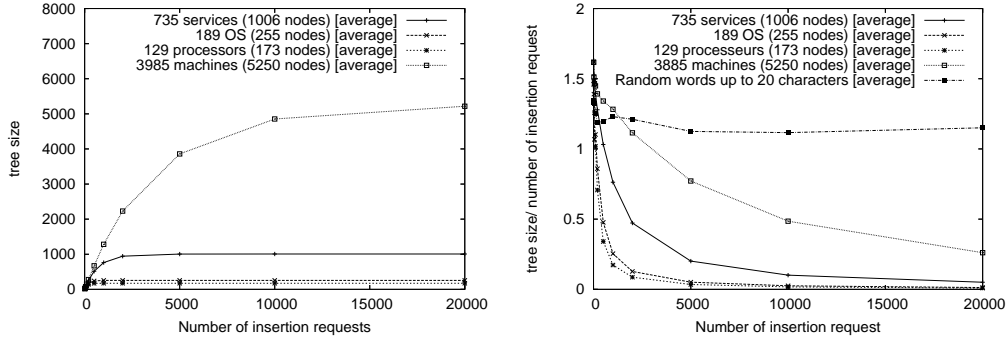 735 services (1006 nodes) [average]
189 OS (255 nodes) [average]
129 processors (173 nodes) [average]
3985 machines (5250 nodes) [average]
8000
7000
6000
5000
4000
3000
2000
1000
0
tree size
0
5000
10000
15000
20000
Number of insertion requests
735 services (1006 nodes) [average]
189 OS (255 nodes) [average]
129 processeurs (173 nodes) [average]
3885 machines (5250 nodes) [average]
Random words up to 20 characters [average]
2
1.5
1
0.5
0
tree size/ number of insertion request
0
5000
10000
15000
20000
Number of insertion request